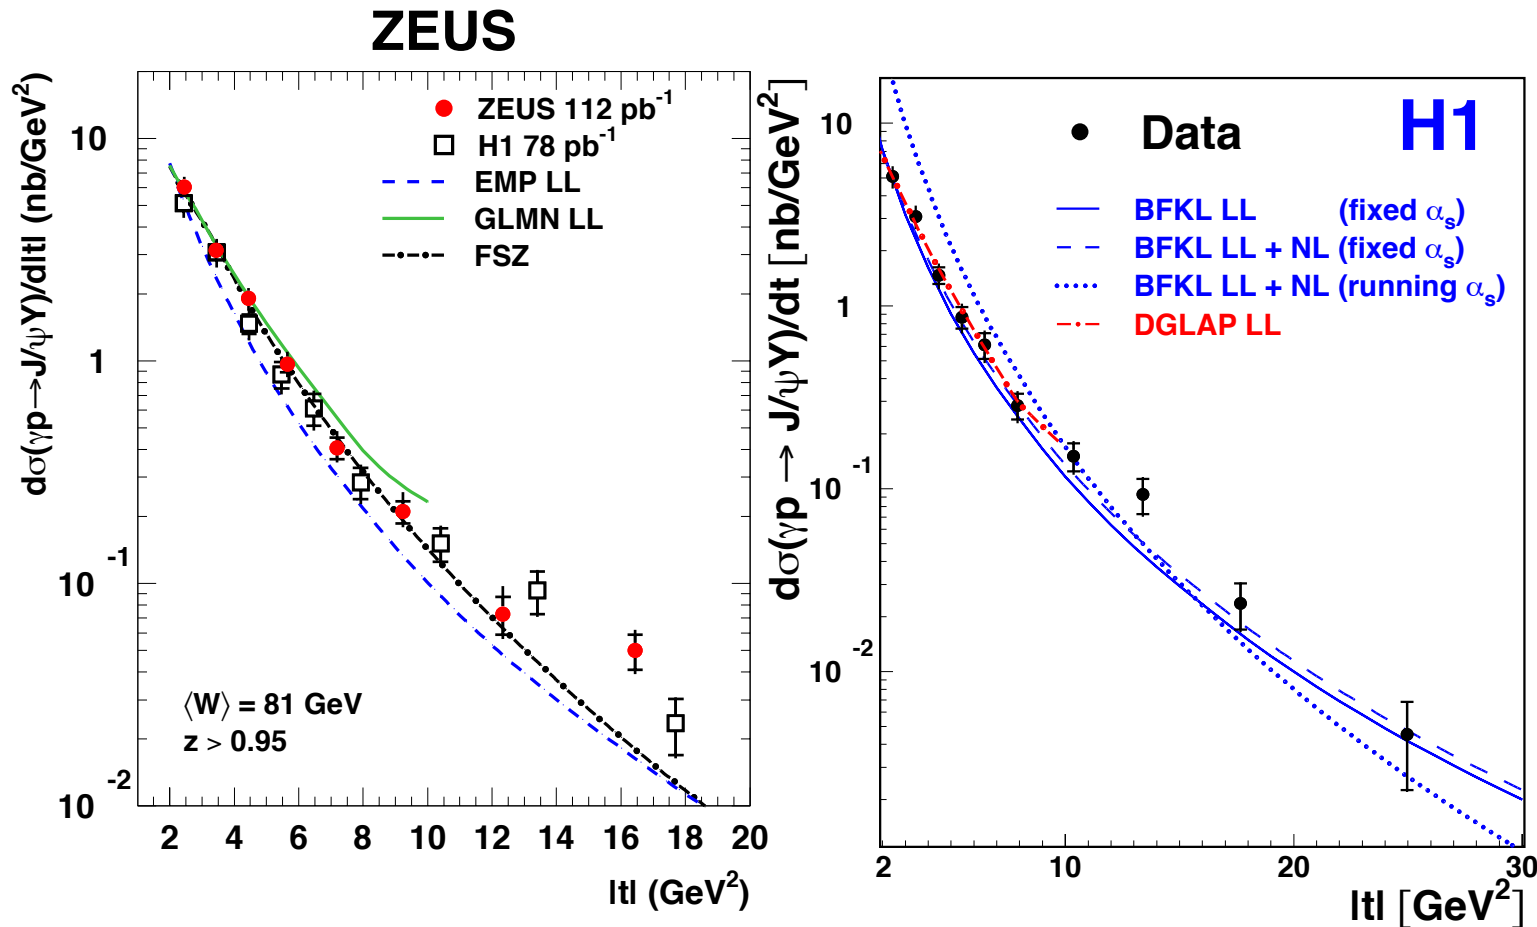 ZEUS
dσ(γp→J/ψY)/d|t| (nb/GeV²)
10
1
10⁻¹
10⁻²
ZEUS 112 pb⁻¹
H1 78 pb⁻¹
EMP LL
GLMN LL
FSZ
⟨W⟩ = 81 GeV
z > 0.95
2 4 6 8 10 12 14 16 18 20
|t| (GeV²)
dσ(γp → J/ψY)/dt [nb/GeV²]
10
1
10⁻¹
10⁻²
Data
H1
BFKL LL (fixed αₛ)
BFKL LL + NL (fixed αₛ)
BFKL LL + NL (running αₛ)
DGLAP LL
2 10 20 30
|t| [GeV²]